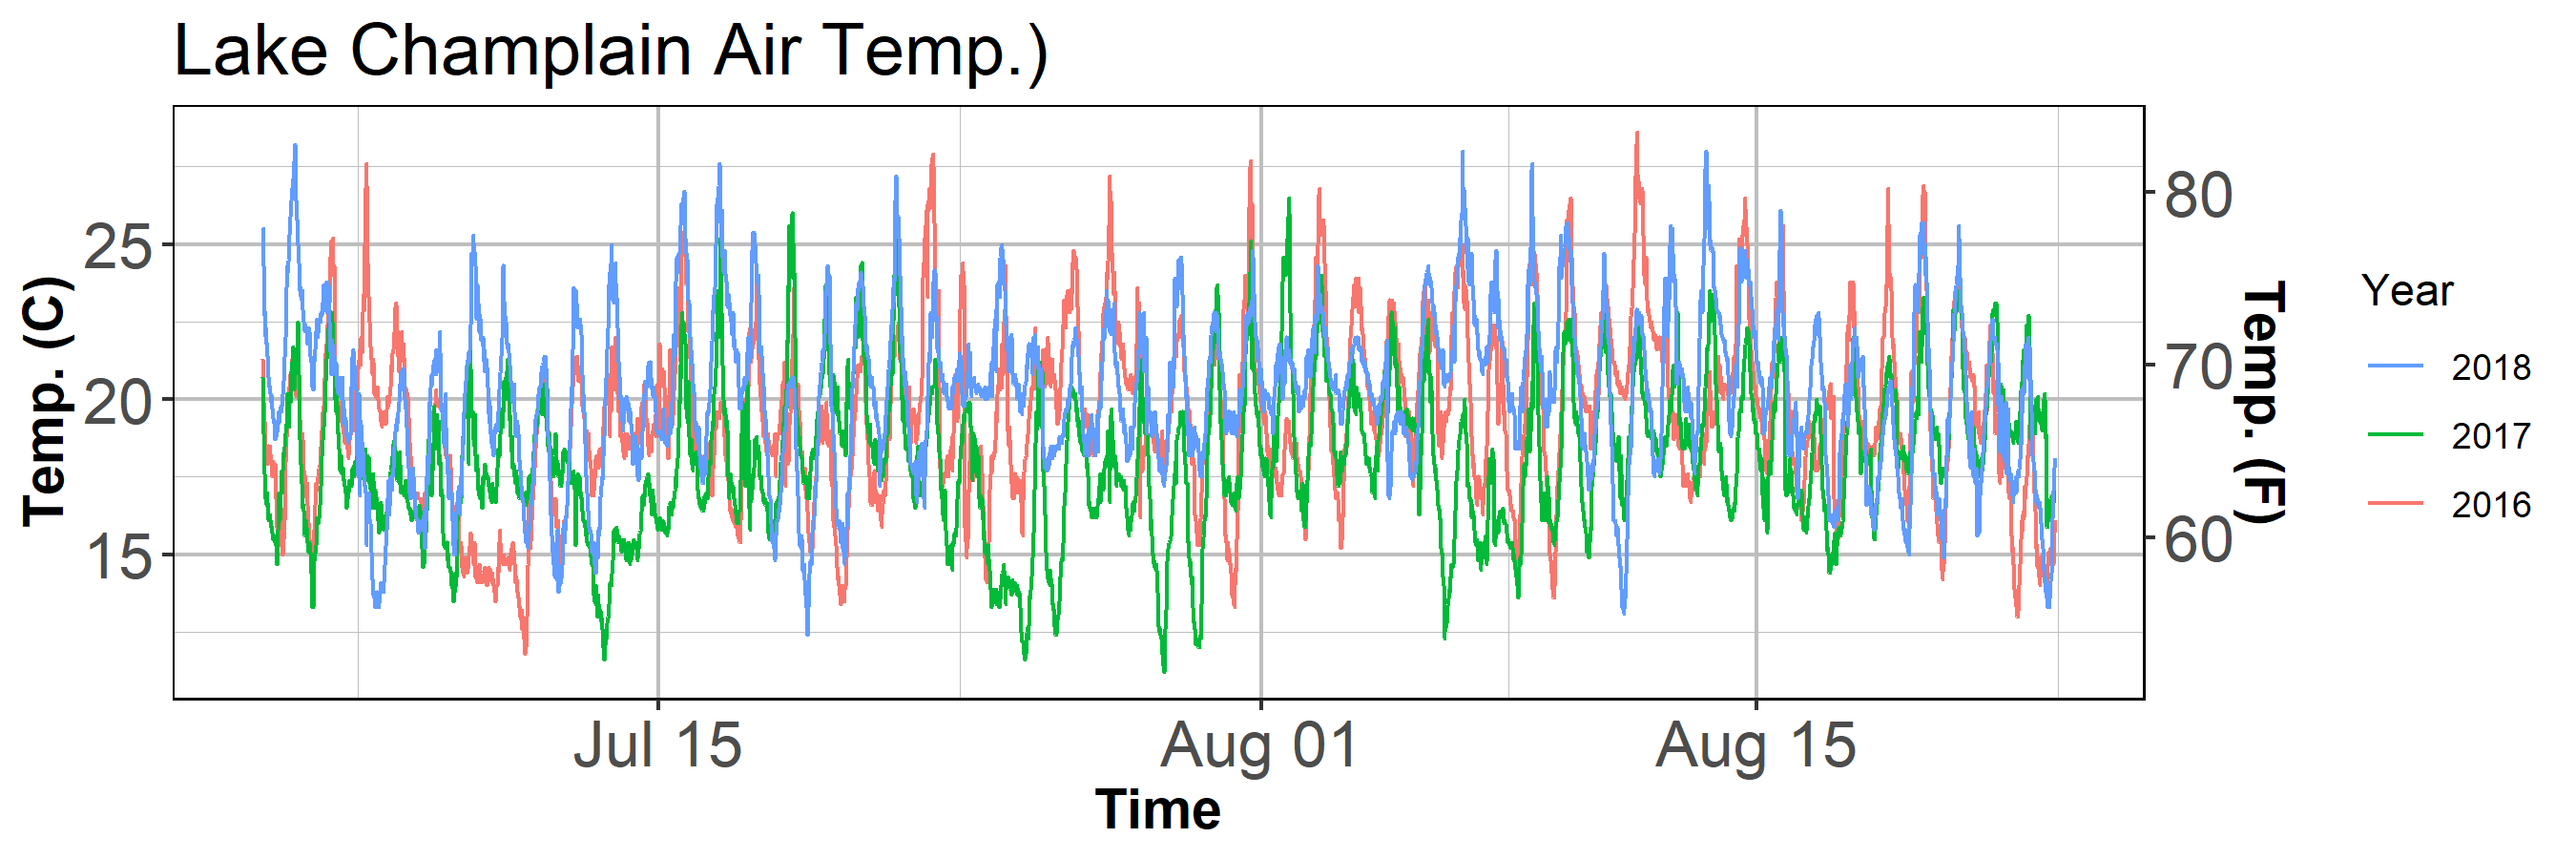 Lake Champlain Air Temp.)
Temp. (C)
25
20
15
80
70
60
Temp. (F)
Jul 15
Aug 01
Aug 15
Time
Year
2018
2017
2016